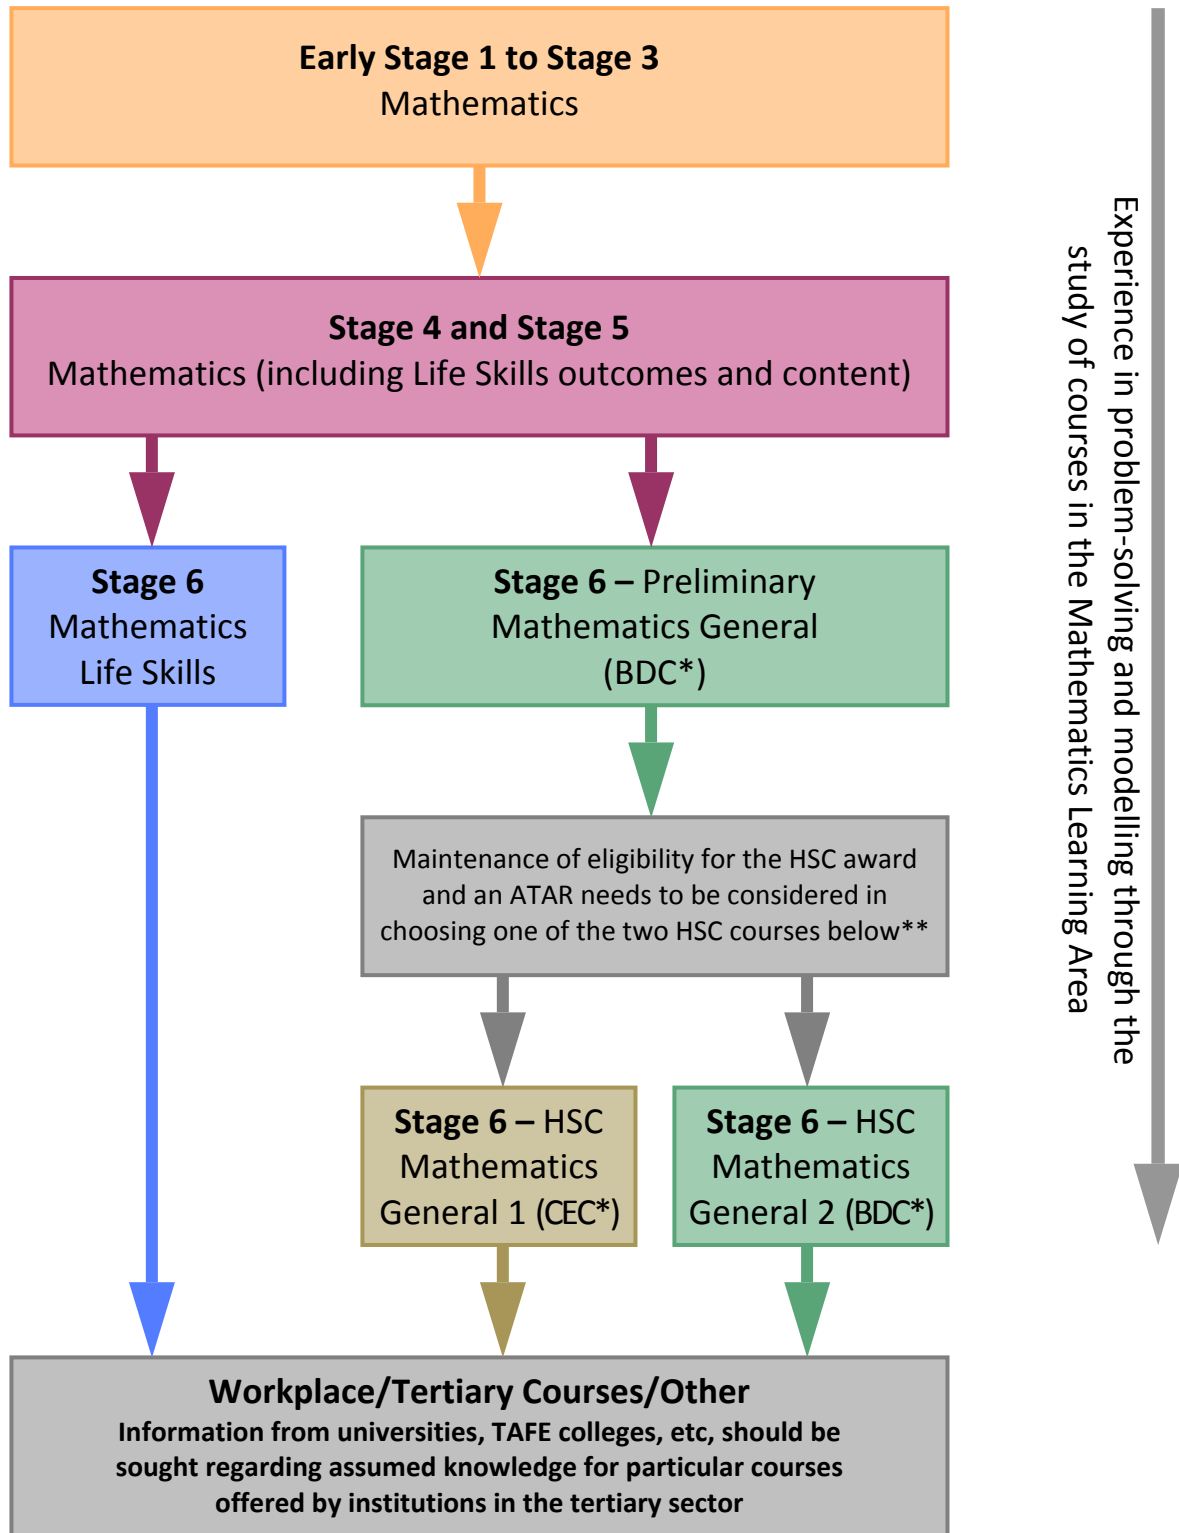 Early Stage 1 to Stage 3
Mathematics
Stage 4 and Stage 5
Mathematics (including Life Skills outcomes and content)
Stage 6
Mathematics
Life Skills
Stage 6 – Preliminary
Mathematics General
(BDC*)
Maintenance of eligibility for the HSC award
and an ATAR needs to be considered in
choosing one of the two HSC courses below**
Stage 6 – HSC
Mathematics
General 1 (CEC*)
Stage 6 – HSC
Mathematics
General 2 (BDC*)
Workplace/Tertiary Courses/Other
Information from universities, TAFE colleges, etc, should be
sought regarding assumed knowledge for particular courses
offered by institutions in the tertiary sector
Experience in problem-solving and modelling through the
study of courses in the Mathematics Learning Area